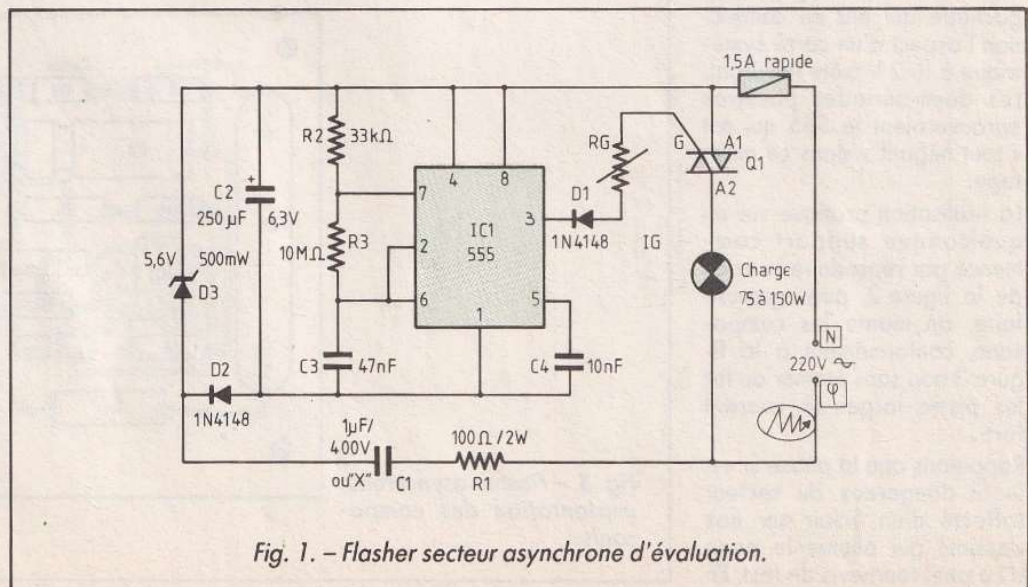 1,5A rapide
R2
33kΩ
RG
G
A1
Q1
A2
C2
+
250µF
6,3V
7
4
8
3
D1
1N4148
IG
10MΩ
R3
2
IC1
555
6
5
1
Charge
75 à 150W
5,6V
500mW
D3
C3
47nF
C4
10nF
N
220V ~
φ
D2
1N4148
1µF/
400V
ou"X"
C1
100Ω/2W
R1
Fig. 1. – Flasher secteur asynchrone d'évaluation.